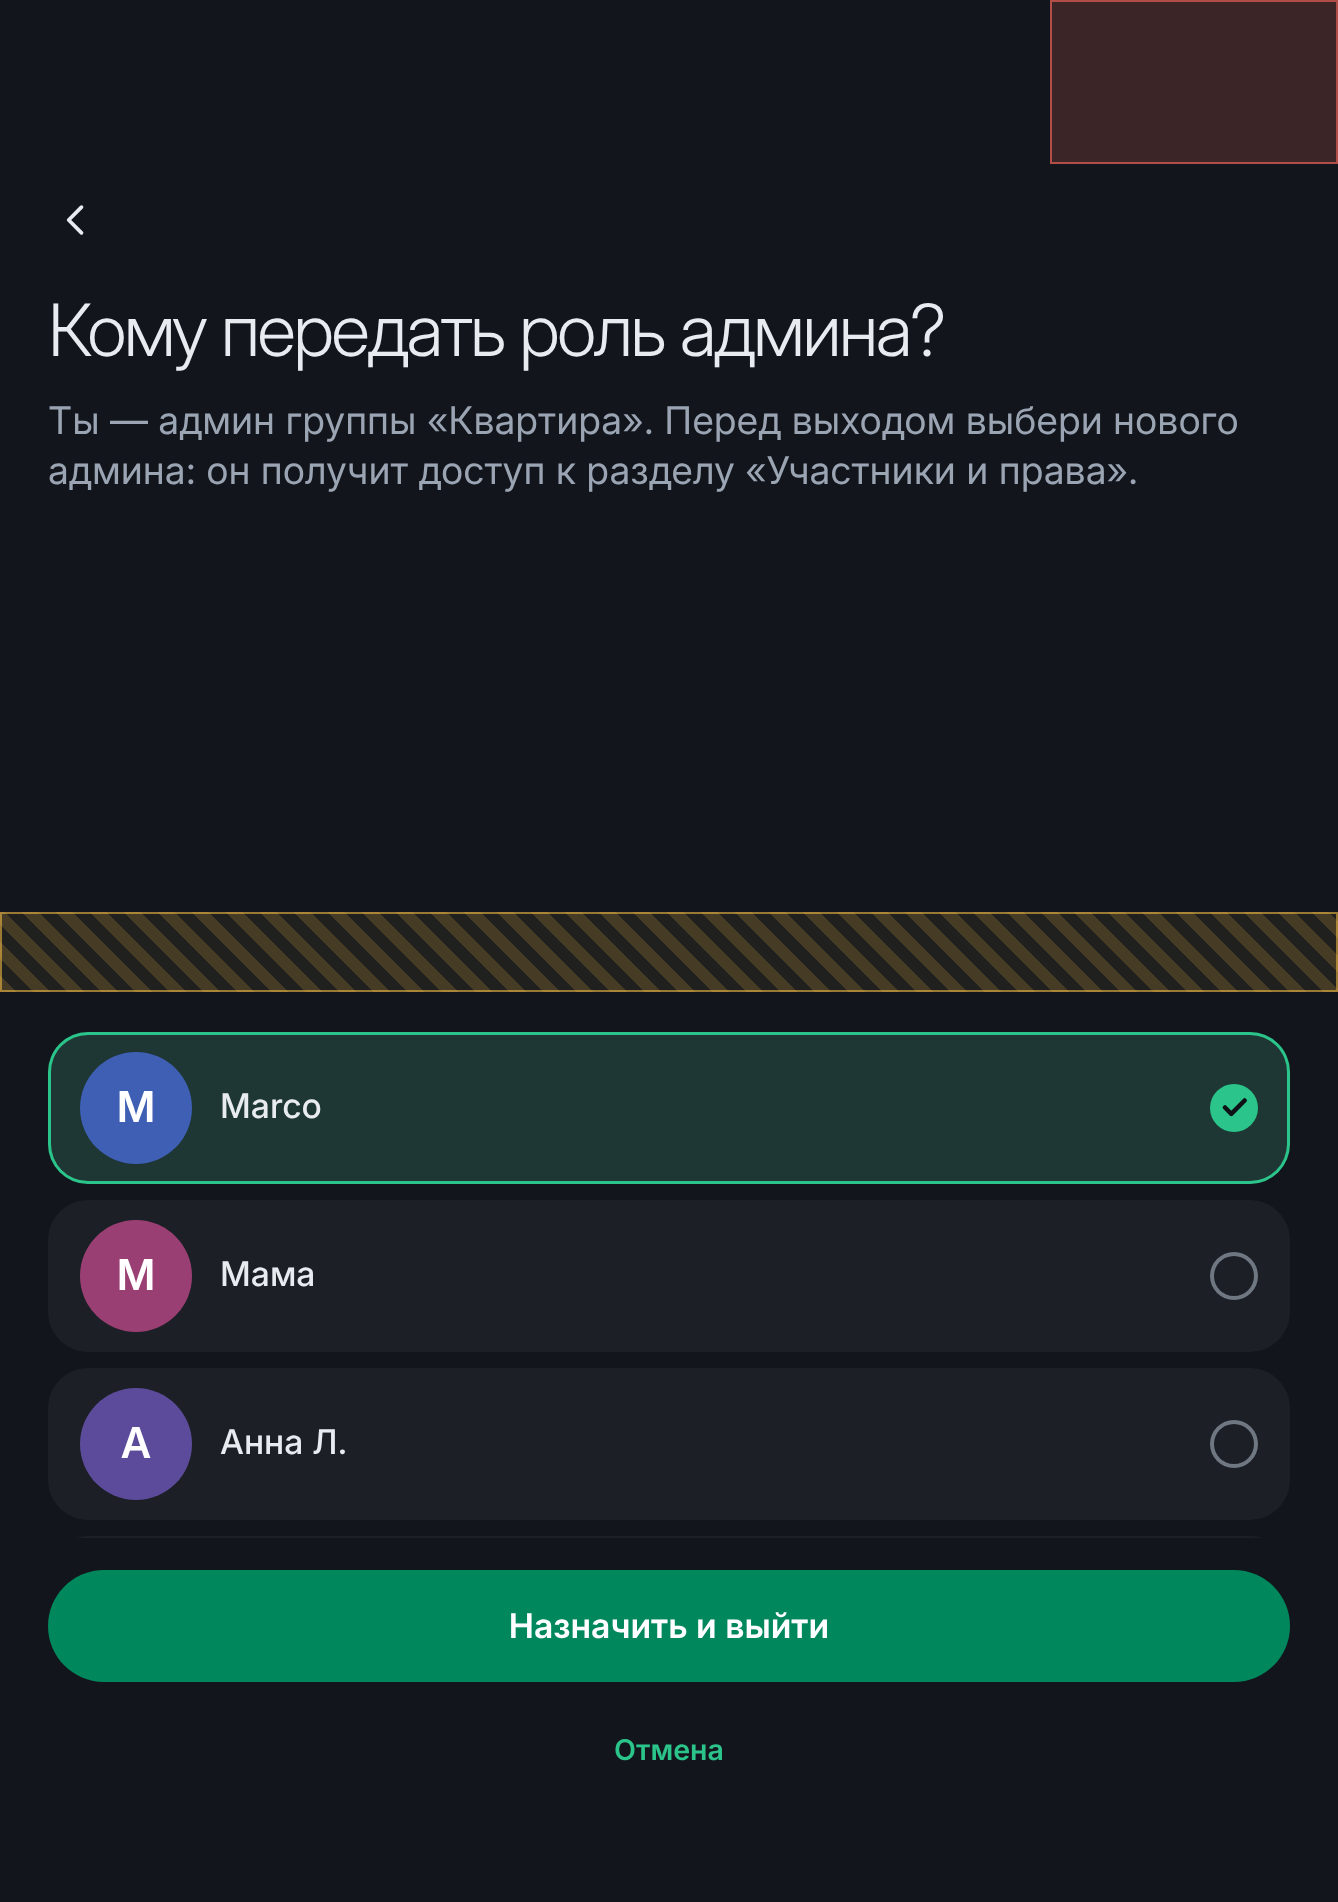 Кому передать роль админа?
Ты — админ группы «Квартира». Перед выходом выбери нового
админа: он получит доступ к разделу «Участники и права».
M
Marco
М
Мама
А
Анна Л.
Назначить и выйти
Отмена